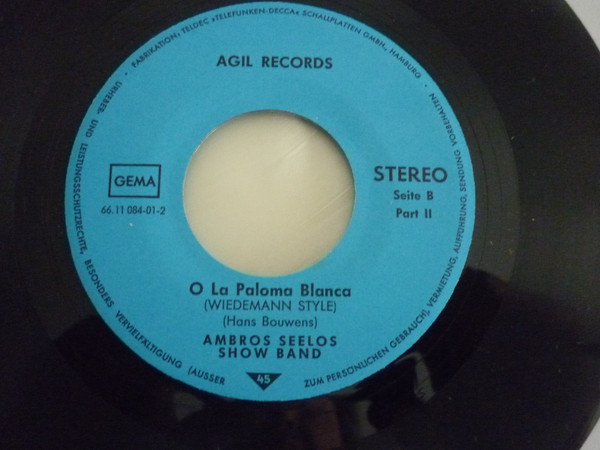 · FABRIKATION: TELDEC »TELEFUNKEN-DECCA« SCHALLPLATTEN GMBH., HAMBURG ·
URHEBER- UND LEISTUNGSSCHUTZRECHTE, BESONDERS VERVIELFÄLTIGUNG (AUSSER
ZUM PERSÖNLICHEN GEBRAUCH), VERMIETUNG, AUFFÜHRUNG, SENDUNG VORBEHALTEN
AGIL RECORDS
GEMA
66.11 084-01-2
STEREO
Seite B
Part II
O La Paloma Blanca
(WIEDEMANN STYLE)
(Hans Bouwens)
AMBROS SEELOS
SHOW BAND
45